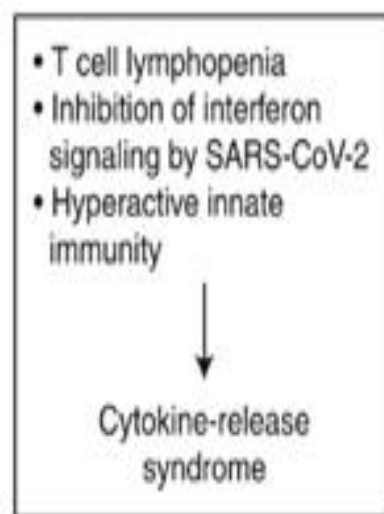 • T cell lymphopenia
• Inhibition of interferon
signaling by SARS-CoV-2
• Hyperactive innate
immunity
Cytokine-release
syndrome